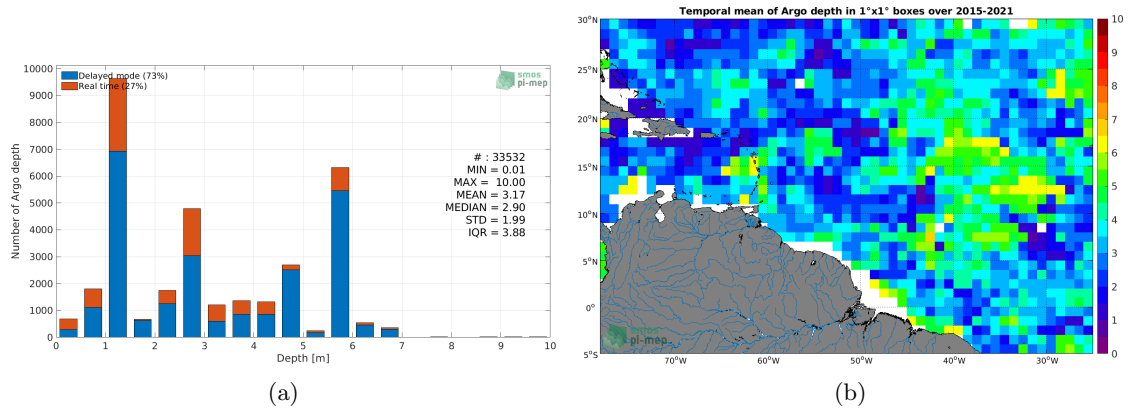 Delayed mode (73%)
Real time (27%)
smos
pi-mep
# : 33532
MIN = 0.01
MAX = 10.00
MEAN = 3.17
MEDIAN = 2.90
STD = 1.99
IQR = 3.88
Number of Argo depth
10000
9000
8000
7000
6000
5000
4000
3000
2000
1000
0
0 1 2 3 4 5 6 7 8 9 10
Depth [m]
(a)
Temporal mean of Argo depth in 1°x1° boxes over 2015-2021
30°N
25°N
20°N
15°N
10°N
5°N
0°
5°S
70°W 60°W 50°W 40°W 30°W
smos
pi-mep
10
9
8
7
6
5
4
3
2
1
0
(b)